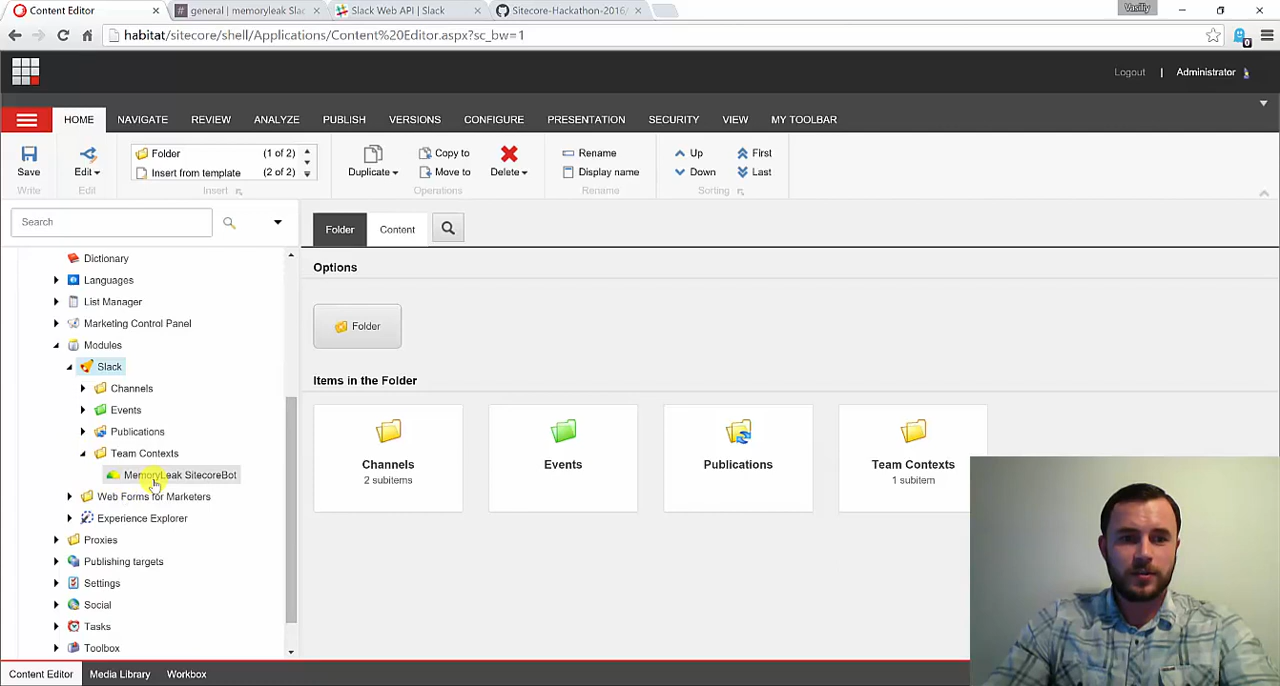 Content Editor
general | memoryleak Slac
Slack Web API | Slack
Sitecore-Hackathon-2016/
Vasiliy
habitat/sitecore/shell/Applications/Content%20Editor.aspx?sc_bw=1
0
Logout | Administrator
HOME NAVIGATE REVIEW ANALYZE PUBLISH VERSIONS CONFIGURE PRESENTATION SECURITY VIEW MY TOOLBAR
Folder (1 of 2) Copy to Rename Up First
Save Edit Insert from template (2 of 2) Duplicate Move to Delete Display name Down Last
Write Edit Insert Operations Rename Sorting
Search
Folder Content
Options
Folder
Items in the Folder
Channels
2 subitems
Events
Publications
Team Contexts
1 subitem
Dictionary
Languages
List Manager
Marketing Control Panel
Modules
Slack
Channels
Events
Publications
Team Contexts
MemoryLeak SitecoreBot
Web Forms for Marketers
Experience Explorer
Proxies
Publishing targets
Settings
Social
Tasks
Toolbox
Content Editor Media Library Workbox